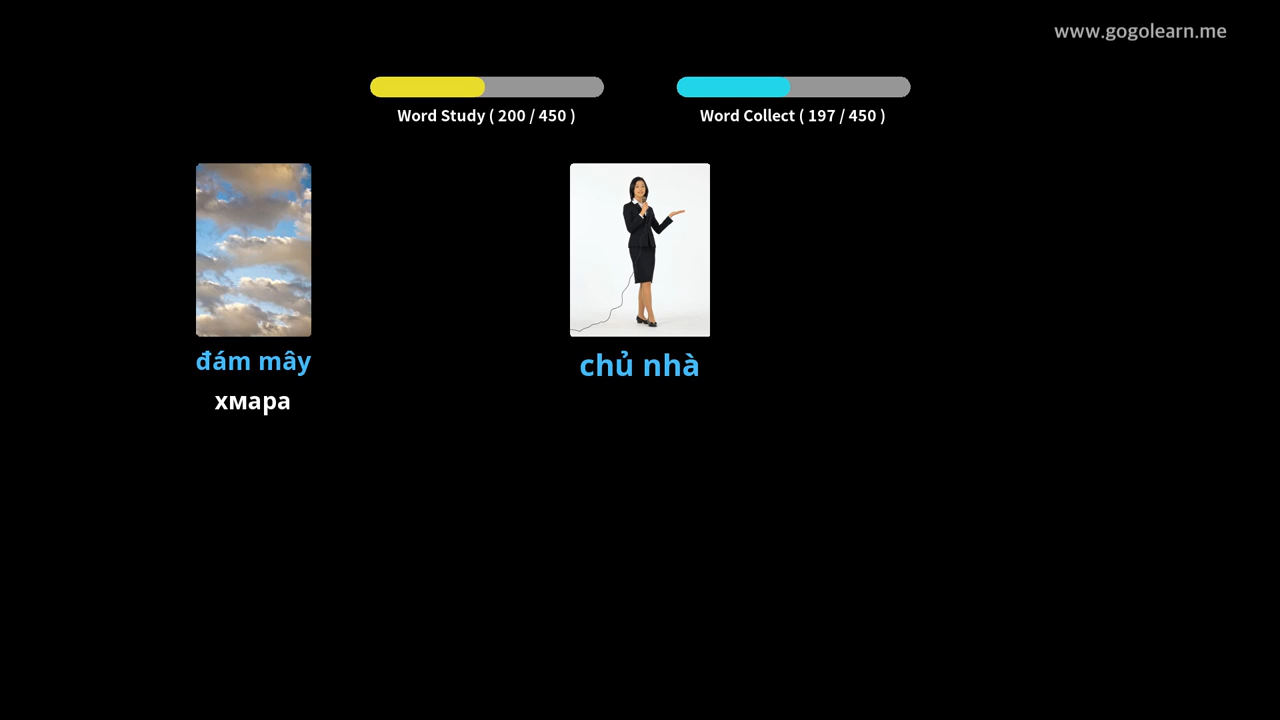 www.gogolearn.me
Word Study ( 200 / 450 )
Word Collect ( 197 / 450 )
đám mây
хмара
chủ nhà